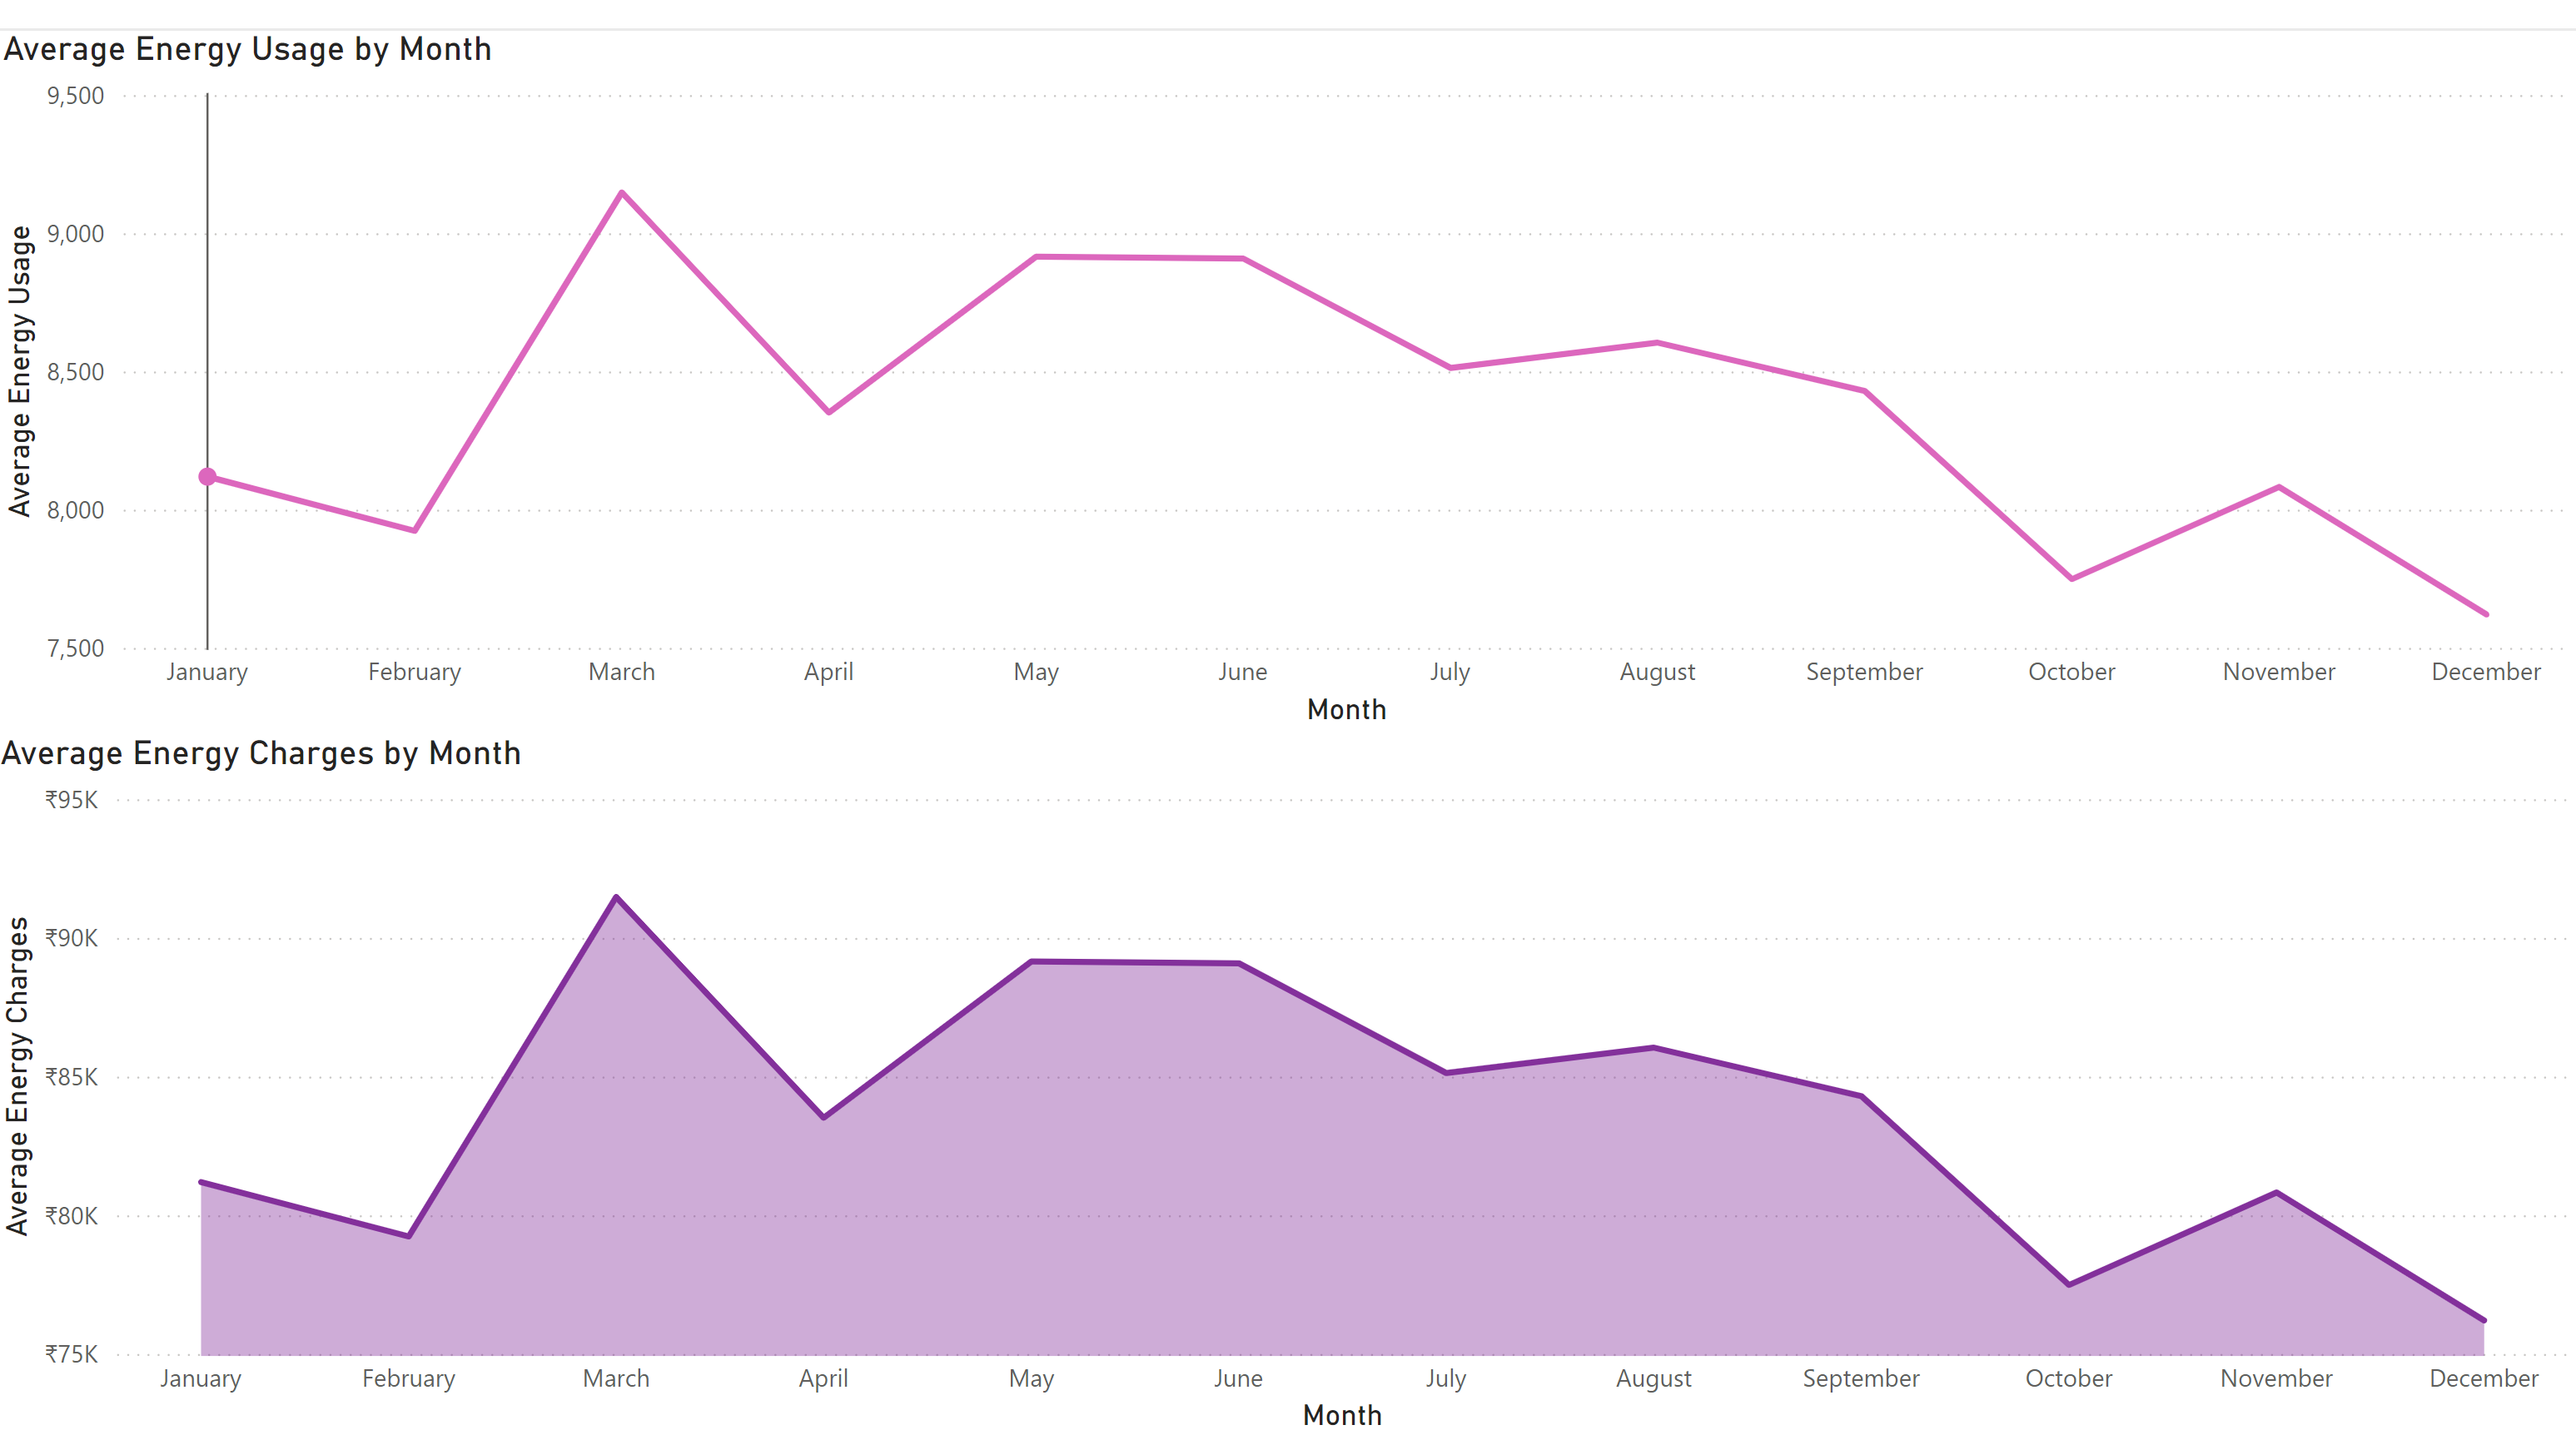 Average Energy Usage by Month
9,500
9,000
8,500
8,000
7,500
Average Energy Usage
January February March April May June July August September October November December
Month
Average Energy Charges by Month
₹95K
₹90K
₹85K
₹80K
₹75K
Average Energy Charges
January February March April May June July August September October November December
Month